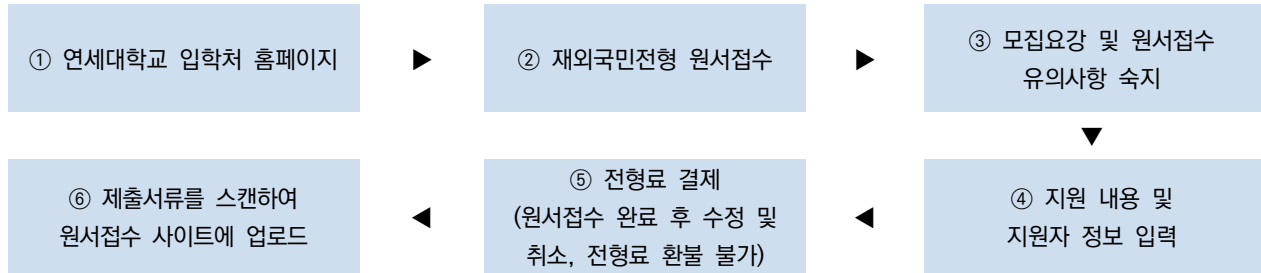 ① 연세대학교 입학처 홈페이지
▶
② 재외국민전형 원서접수
▶
③ 모집요강 및 원서접수
유의사항 숙지
▼
④ 지원 내용 및
지원자 정보 입력
◀
⑤ 전형료 결제
(원서접수 완료 후 수정 및
취소, 전형료 환불 불가)
◀
⑥ 제출서류를 스캔하여
원서접수 사이트에 업로드